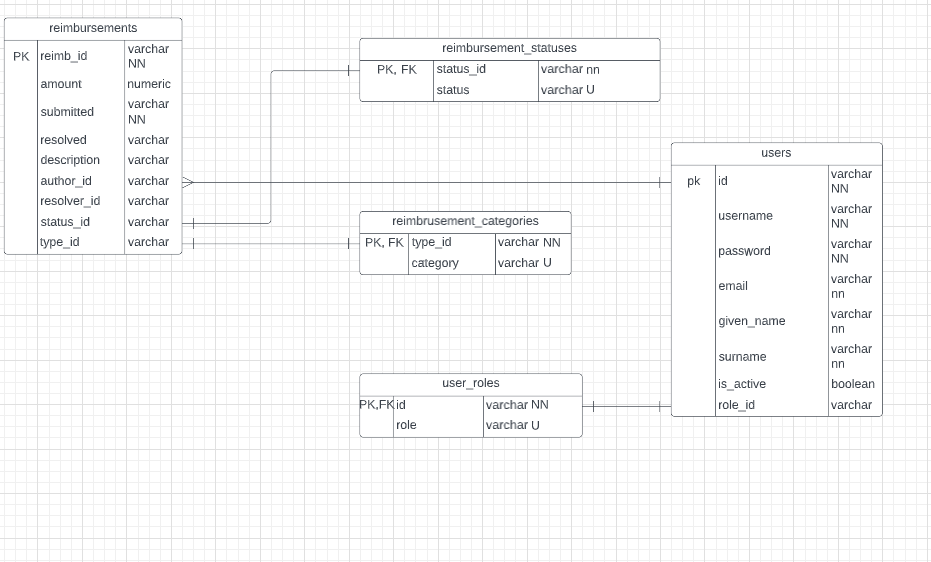 reimbursements
PK reimb_id varchar NN
amount numeric
submitted varchar NN
resolved varchar
description varchar
author_id varchar
resolver_id varchar
status_id varchar
type_id varchar
reimbursement_statuses
PK, FK status_id varchar nn
status varchar U
reimbrusement_categories
PK, FK type_id varchar NN
category varchar U
user_roles
PK,FK id varchar NN
role varchar U
users
pk id varchar NN
username varchar NN
password varchar NN
email varchar nn
given_name varchar nn
surname varchar nn
is_active boolean
role_id varchar